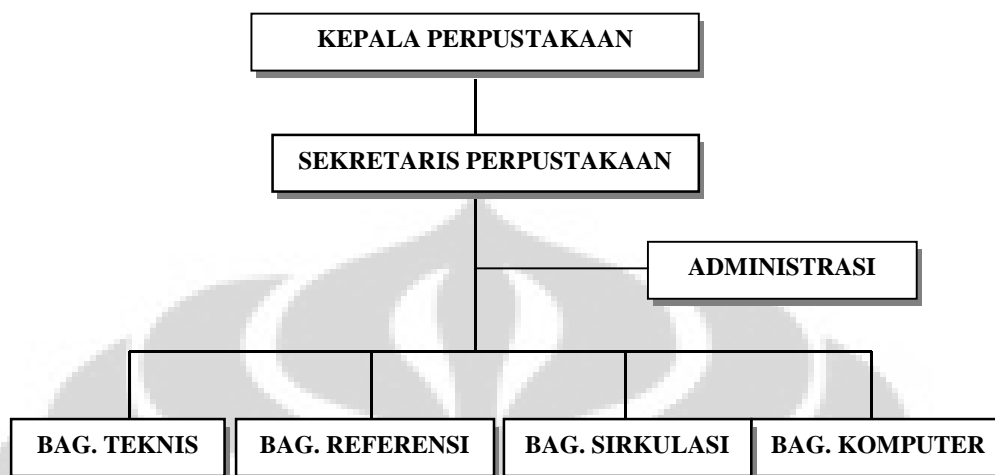 KEPALA PERPUSTAKAAN
SEKRETARIS PERPUSTAKAAN
ADMINISTRASI
BAG. TEKNIS
BAG. REFERENSI
BAG. SIRKULASI
BAG. KOMPUTER